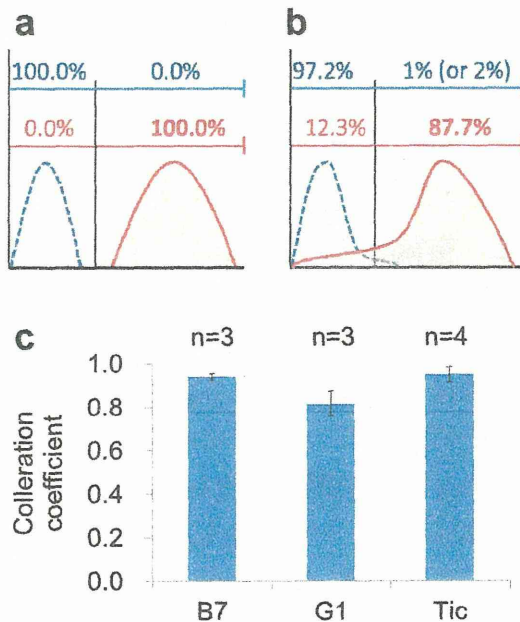 a
100.0% 0.0%
0.0% 100.0%
b
97.2% 1% (or 2%)
12.3% 87.7%
c
n=3 n=3 n=4
Colleration
coefficient
1.0
0.8
0.6
0.4
0.2
0.0
B7 G1 Tic